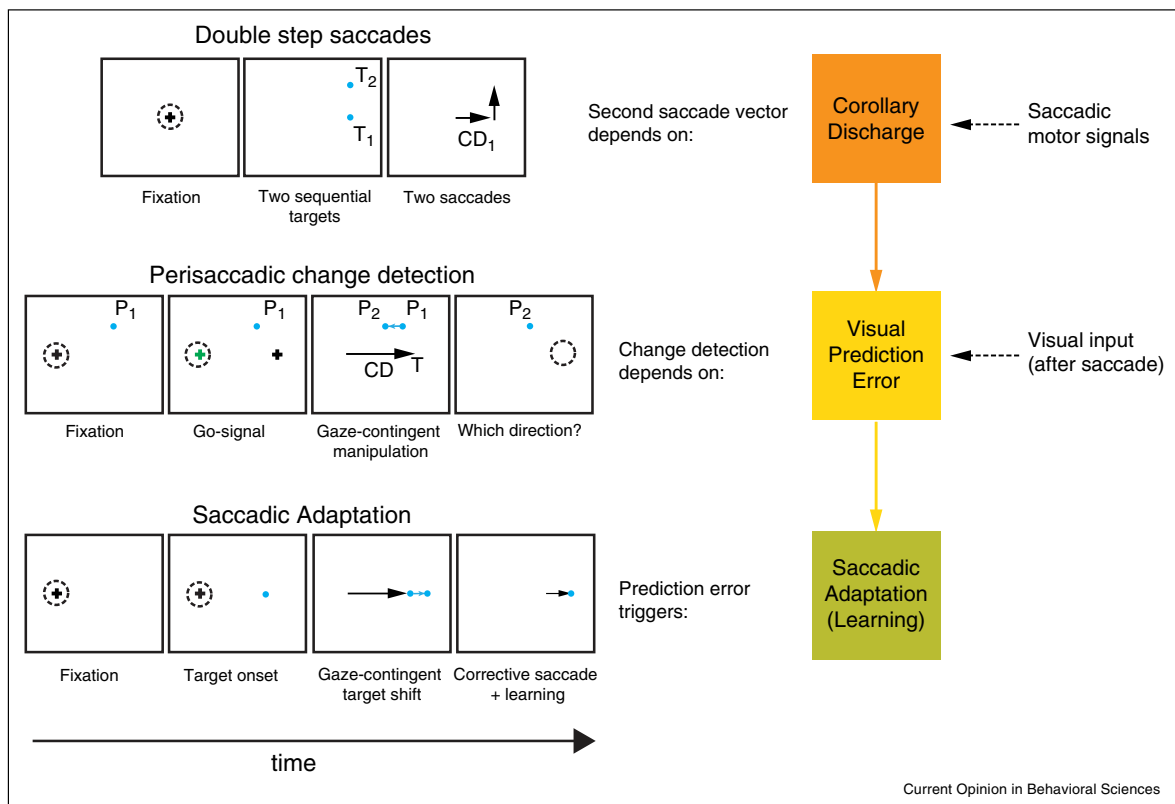 Double step saccades
T2
T1
CD1
Fixation
Two sequential
targets
Two saccades
Second saccade vector
depends on:
Corollary
Discharge
Saccadic
motor signals
Perisaccadic change detection
P1
P1
P2 P1
CD T
P2
Fixation
Go-signal
Gaze-contingent
manipulation
Which direction?
Change detection
depends on:
Visual
Prediction
Error
Visual input
(after saccade)
Saccadic Adaptation
Fixation
Target onset
Gaze-contingent
target shift
Corrective saccade
+ learning
Prediction error
triggers:
Saccadic
Adaptation
(Learning)
time
Current Opinion in Behavioral Sciences